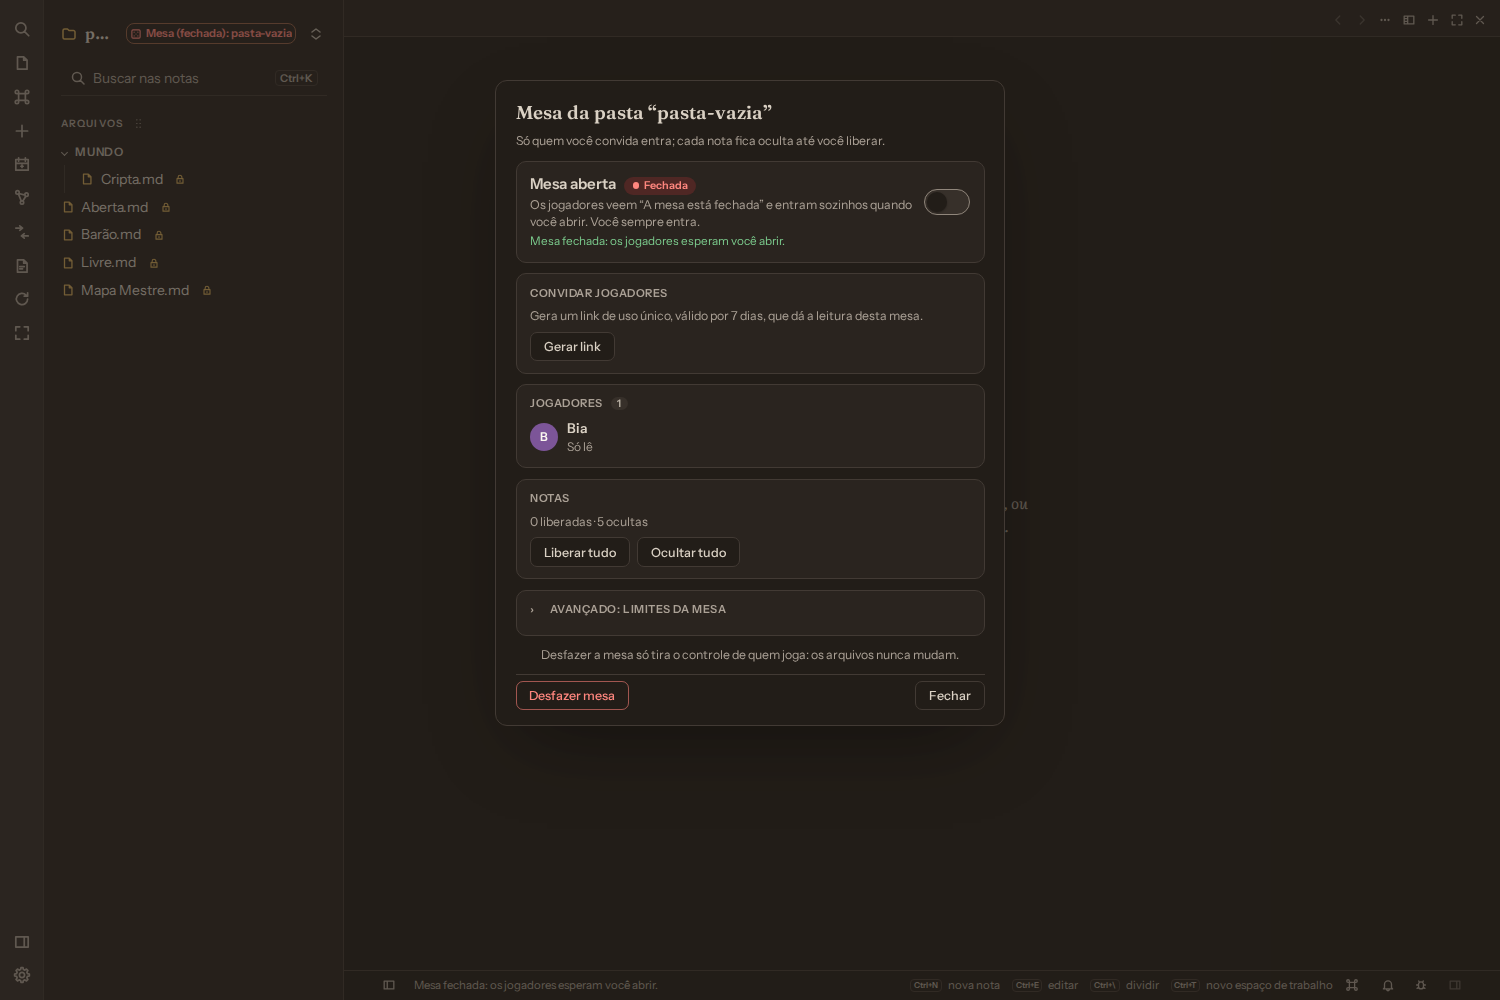 p...
Mesa (fechada): pasta-vazia
Buscar nas notas
Ctrl+K
ARQUIVOS
MUNDO
Cripta.md
Aberta.md
Barão.md
Livre.md
Mapa Mestre.md
Mesa da pasta “pasta-vazia”
Só quem você convida entra; cada nota fica oculta até você liberar.
Mesa aberta
Fechada
Os jogadores veem “A mesa está fechada” e entram sozinhos quando
você abrir. Você sempre entra.
Mesa fechada: os jogadores esperam você abrir.
CONVIDAR JOGADORES
Gera um link de uso único, válido por 7 dias, que dá a leitura desta mesa.
Gerar link
JOGADORES 1
B
Bia
Só lê
NOTAS
0 liberadas · 5 ocultas
Liberar tudo
Ocultar tudo
› AVANÇADO: LIMITES DA MESA
Desfazer a mesa só tira o controle de quem joga: os arquivos nunca mudam.
Desfazer mesa
Fechar
, ou
.
Mesa fechada: os jogadores esperam você abrir.
Ctrl+N nova nota
Ctrl+E editar
Ctrl+\ dividir
Ctrl+T novo espaço de trabalho